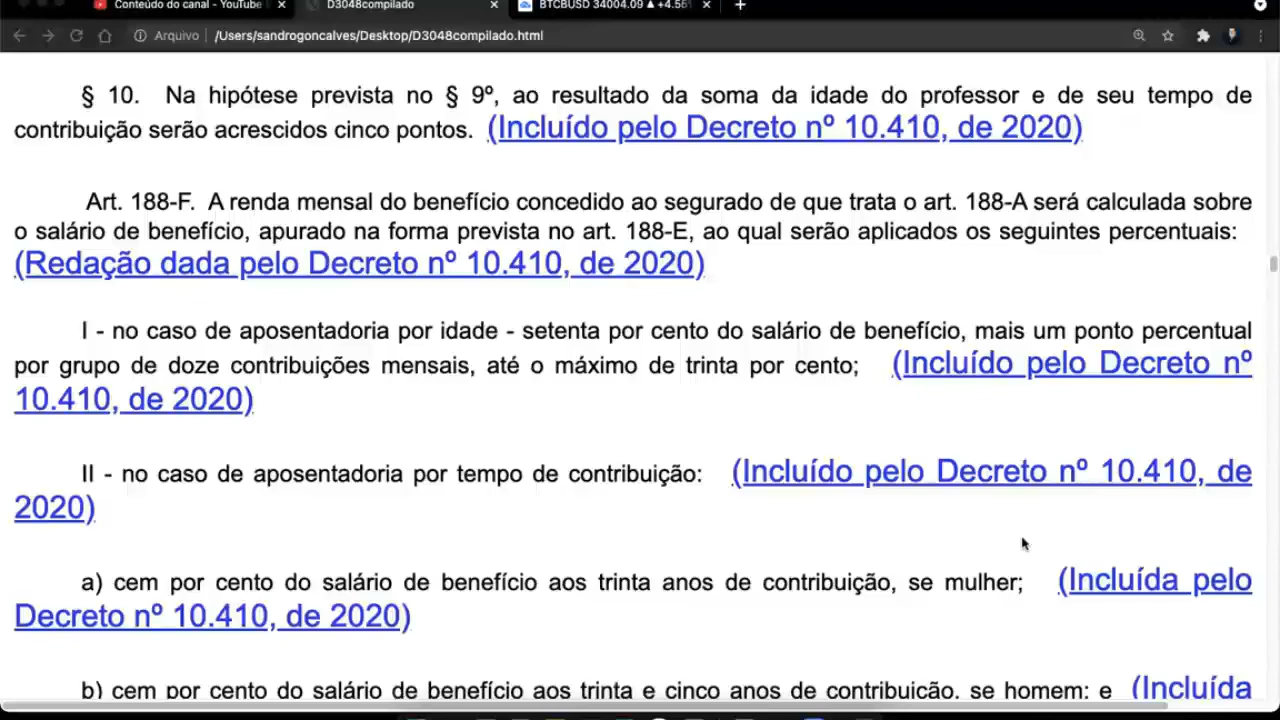 Conteúdo do canal - YouTube
D3048compilado
BTCBUSD 34004.09 ▲ +4.56
Arquivo /Users/sandrogoncalves/Desktop/D3048compilado.html
§ 10. Na hipótese prevista no § 9º, ao resultado da soma da idade do professor e de seu tempo de
contribuição serão acrescidos cinco pontos. (Incluído pelo Decreto nº 10.410, de 2020)
Art. 188-F. A renda mensal do benefício concedido ao segurado de que trata o art. 188-A será calculada sobre
o salário de benefício, apurado na forma prevista no art. 188-E, ao qual serão aplicados os seguintes percentuais:
(Redação dada pelo Decreto nº 10.410, de 2020)
I - no caso de aposentadoria por idade - setenta por cento do salário de benefício, mais um ponto percentual
por grupo de doze contribuições mensais, até o máximo de trinta por cento; (Incluído pelo Decreto nº
10.410, de 2020)
II - no caso de aposentadoria por tempo de contribuição: (Incluído pelo Decreto nº 10.410, de
2020)
a) cem por cento do salário de benefício aos trinta anos de contribuição, se mulher; (Incluída pelo
Decreto nº 10.410, de 2020)
b) cem por cento do salário de benefício aos trinta e cinco anos de contribuição, se homem; e (Incluída